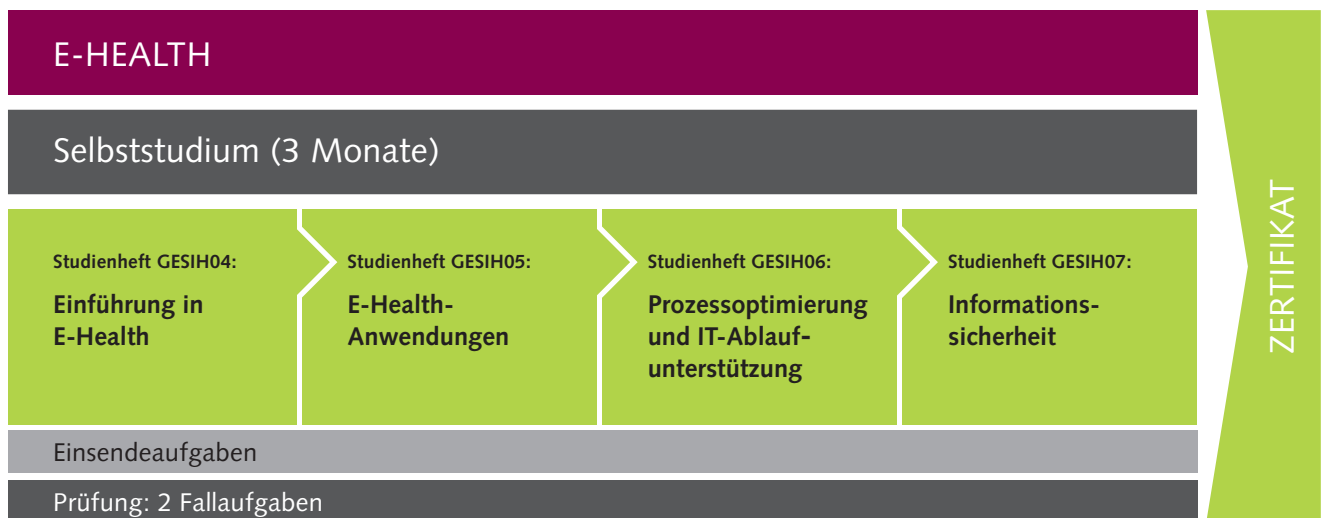 E-HEALTH
Selbststudium (3 Monate)
Studienheft GESIH04:
Einführung in
E-Health
Studienheft GESIH05:
E-Health-
Anwendungen
Studienheft GESIH06:
Prozessoptimierung
und IT-Ablauf-
unterstützung
Studienheft GESIH07:
Informations-
sicherheit
Einsendeaufgaben
Prüfung: 2 Fallaufgaben
ZERTIFIKAT